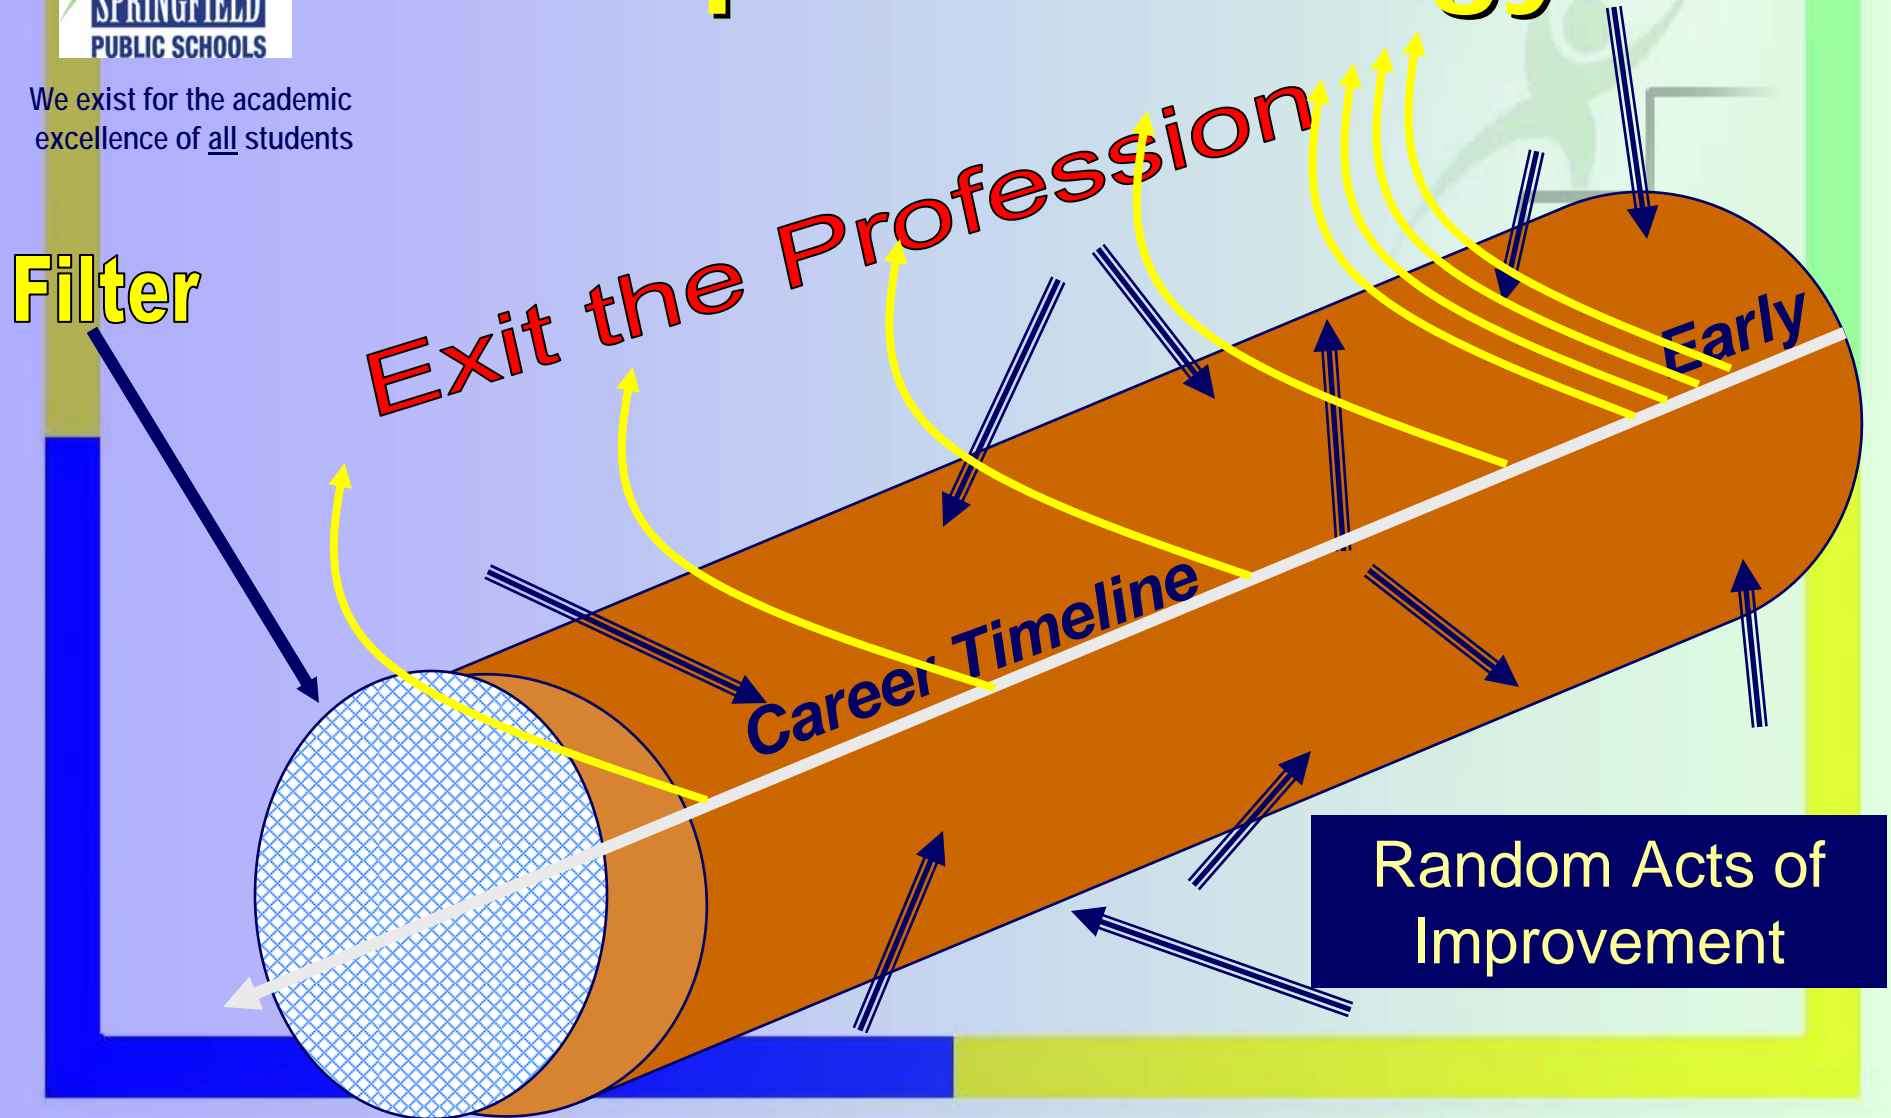 SPRINGFIELD
PUBLIC SCHOOLS
We exist for the academic
excellence of all students
Filter
Exit the Profession
Early
Career Timeline
Random Acts of
Improvement